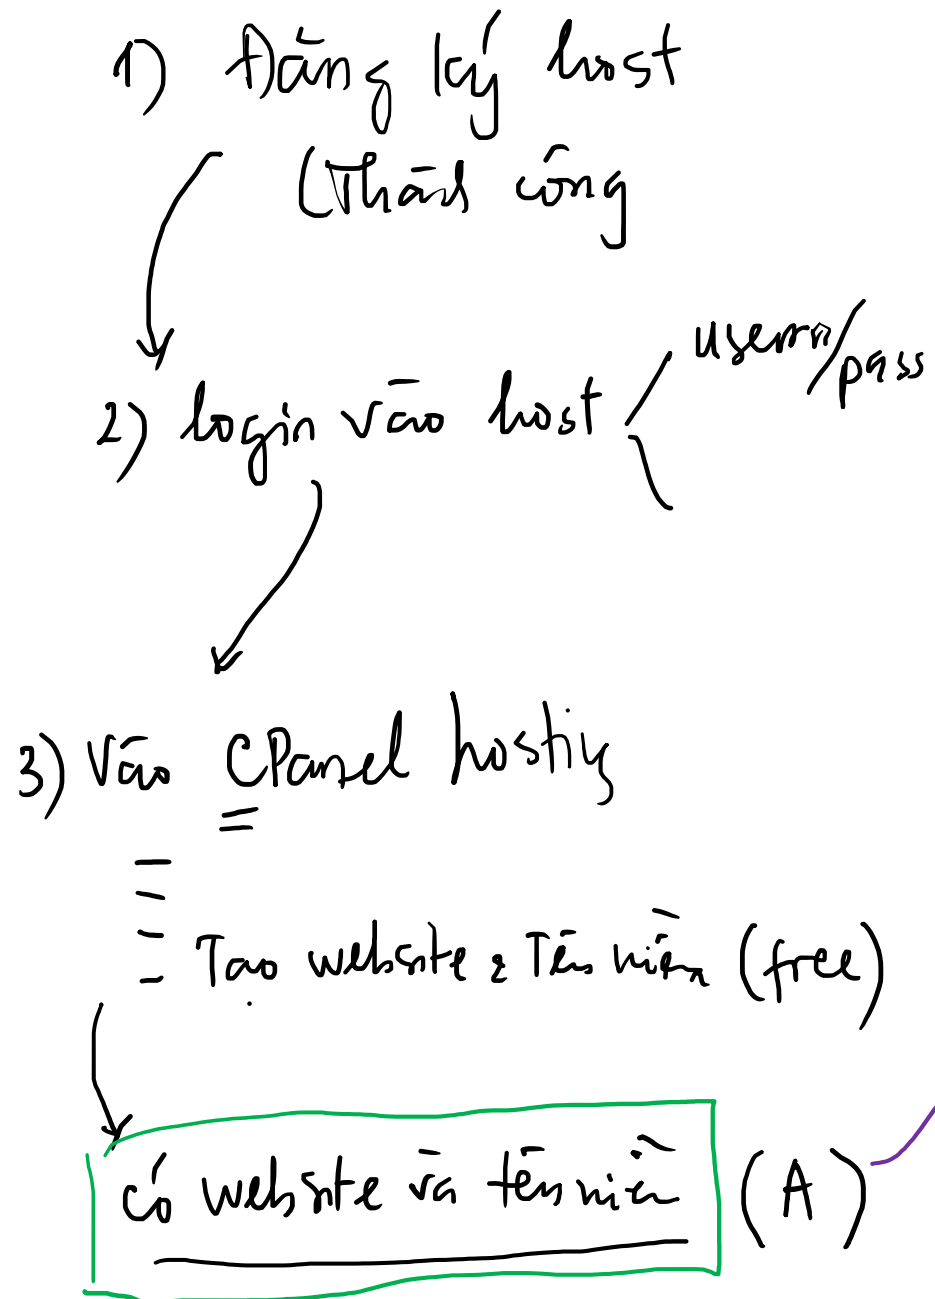 1) Đăng ký host
(Thành công
usern/pass
2) login vào host
3) Vào CPanel hosting
Tạo website & Tên miền (free)
Có website và tên miền (A)